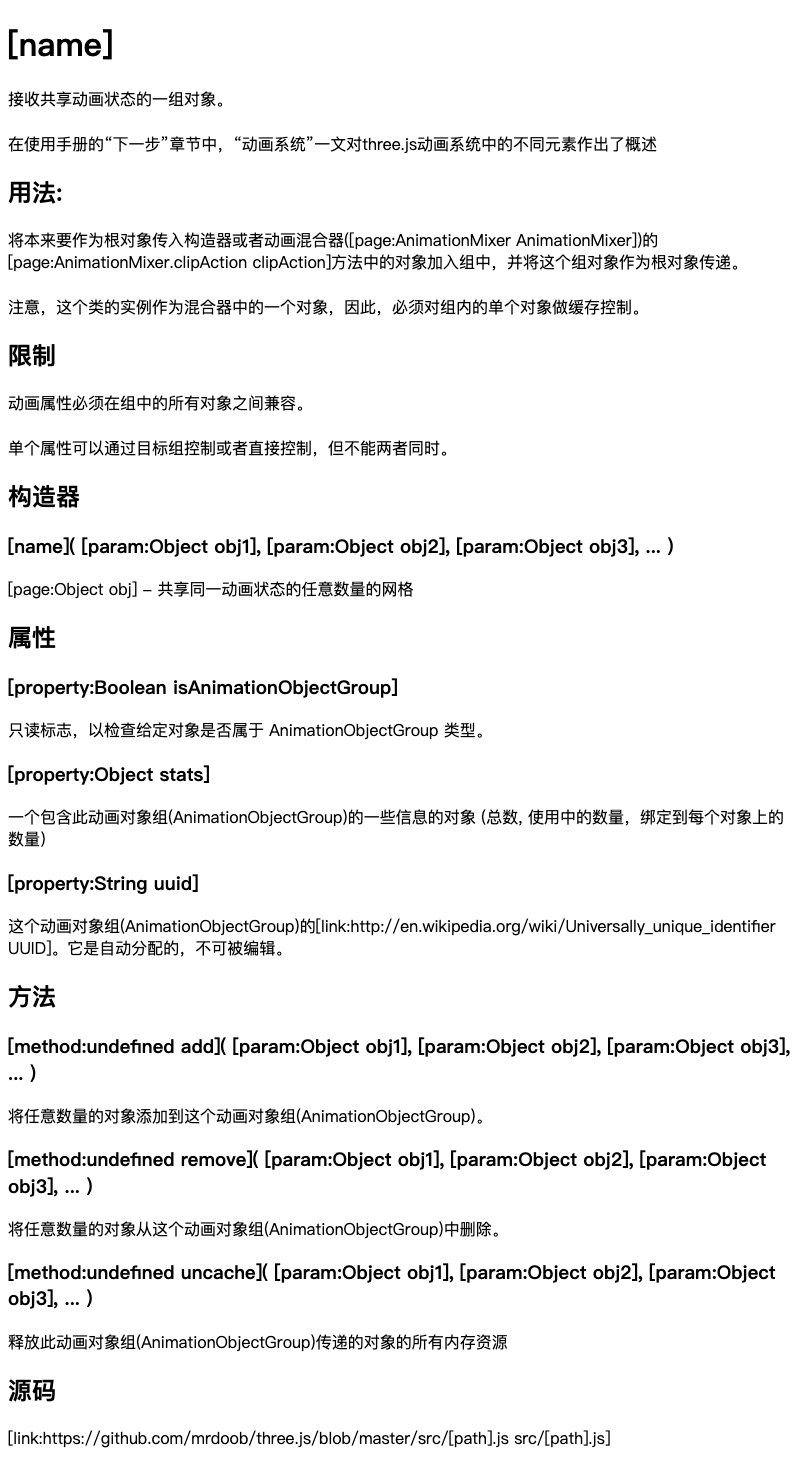 [name]
接收共享动画状态的一组对象。
在使用手册的“下一步”章节中，“动画系统”一文对three.js动画系统中的不同元素作出了概述
用法:
将本来要作为根对象传入构造器或者动画混合器([page:AnimationMixer AnimationMixer])的
[page:AnimationMixer.clipAction clipAction]方法中的对象加入组中，并将这个组对象作为根对象传递。
注意，这个类的实例作为混合器中的一个对象，因此，必须对组内的单个对象做缓存控制。
限制
动画属性必须在组中的所有对象之间兼容。
单个属性可以通过目标组控制或者直接控制，但不能两者同时。
构造器
[name]( [param:Object obj1], [param:Object obj2], [param:Object obj3], ... )
[page:Object obj] – 共享同一动画状态的任意数量的网格
属性
[property:Boolean isAnimationObjectGroup]
只读标志，以检查给定对象是否属于 AnimationObjectGroup 类型。
[property:Object stats]
一个包含此动画对象组(AnimationObjectGroup)的一些信息的对象 (总数, 使用中的数量，绑定到每个对象上的
数量)
[property:String uuid]
这个动画对象组(AnimationObjectGroup)的[link:http://en.wikipedia.org/wiki/Universally_unique_identifier
UUID]。它是自动分配的，不可被编辑。
方法
[method:undefined add]( [param:Object obj1], [param:Object obj2], [param:Object obj3],
... )
将任意数量的对象添加到这个动画对象组(AnimationObjectGroup)。
[method:undefined remove]( [param:Object obj1], [param:Object obj2], [param:Object
obj3], ... )
将任意数量的对象从这个动画对象组(AnimationObjectGroup)中删除。
[method:undefined uncache]( [param:Object obj1], [param:Object obj2], [param:Object
obj3], ... )
释放此动画对象组(AnimationObjectGroup)传递的对象的所有内存资源
源码
[link:https://github.com/mrdoob/three.js/blob/master/src/[path].js src/[path].js]